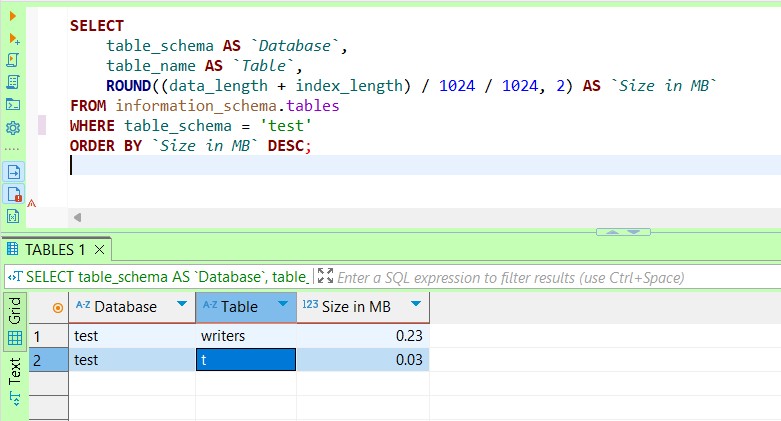 SELECT
table_schema AS `Database`,
table_name AS `Table`,
ROUND((data_length + index_length) / 1024 / 1024, 2) AS `Size in MB`
FROM information_schema.tables
WHERE table_schema = 'test'
ORDER BY `Size in MB` DESC;
TABLES 1
SELECT table_schema AS `Database`, table_
Enter a SQL expression to filter results (use Ctrl+Space)
Grid
Text
A-Z Database A-Z Table 123 Size in MB
1 test writers 0.23
2 test t 0.03